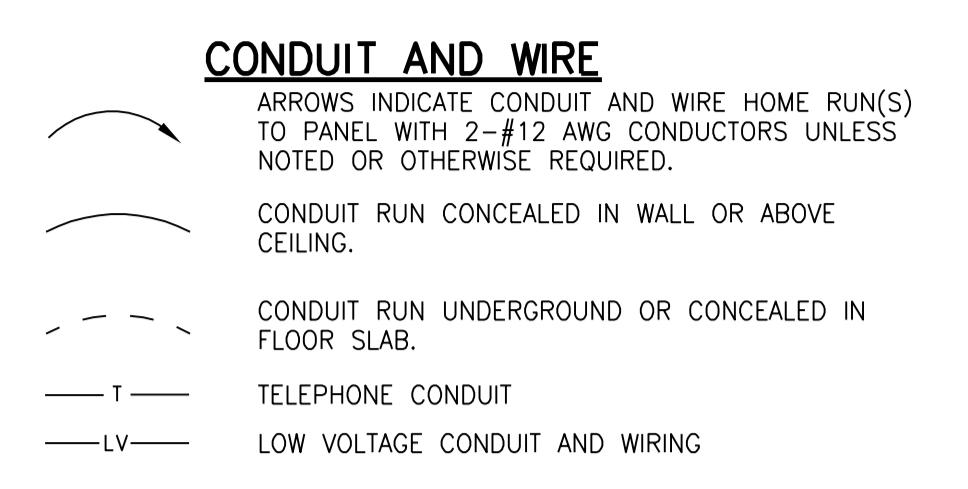 CONDUIT AND WIRE
ARROWS INDICATE CONDUIT AND WIRE HOME RUN(S)
TO PANEL WITH 2-#12 AWG CONDUCTORS UNLESS
NOTED OR OTHERWISE REQUIRED.
CONDUIT RUN CONCEALED IN WALL OR ABOVE
CEILING.
CONDUIT RUN UNDERGROUND OR CONCEALED IN
FLOOR SLAB.
T TELEPHONE CONDUIT
LV LOW VOLTAGE CONDUIT AND WIRING